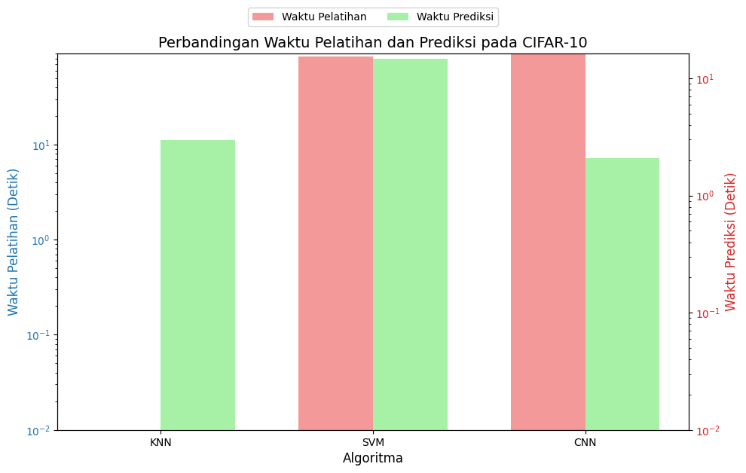 Waktu Pelatihan Waktu Prediksi
Perbandingan Waktu Pelatihan dan Prediksi pada CIFAR-10
Waktu Pelatihan (Detik)
10¹
10⁰
10⁻¹
10⁻²
10¹
10⁰
10⁻¹
10⁻²
Waktu Prediksi (Detik)
KNN SVM CNN
Algoritma